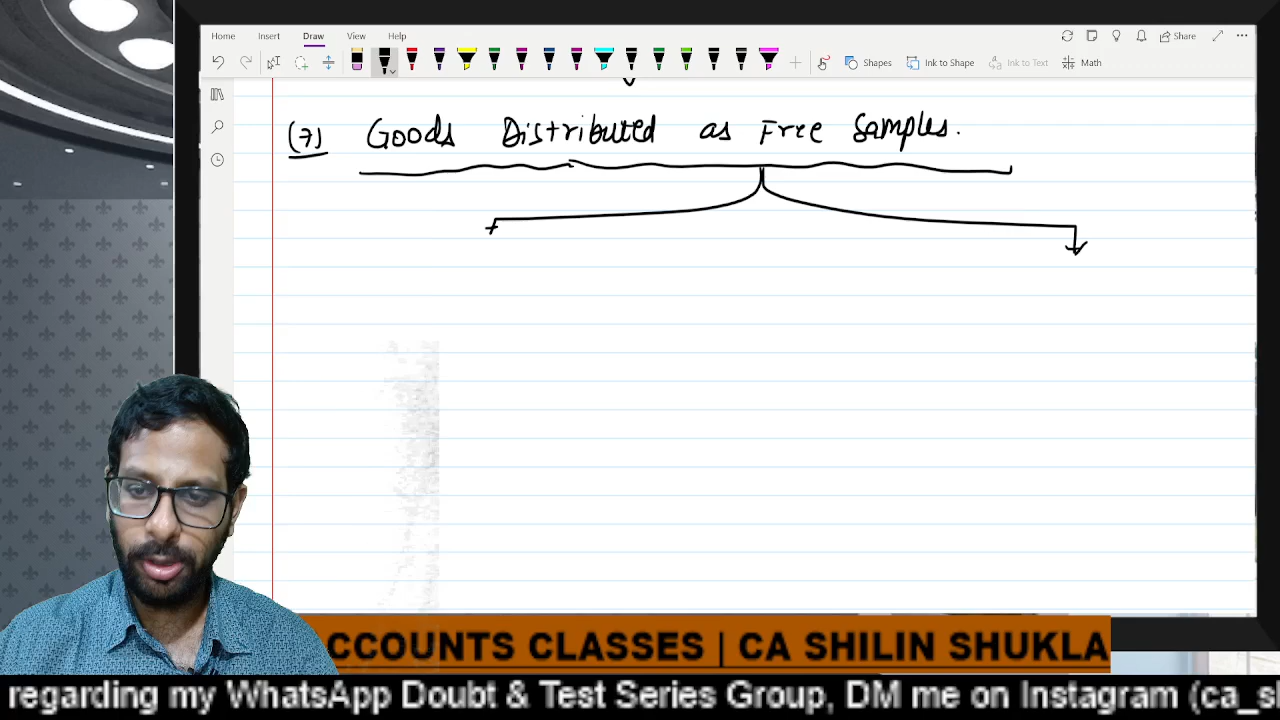 Home Insert Draw View Help
Share
Shapes Ink to Shape Ink to Text Math
(7) Goods Distributed as Free Samples.
CCOUNTS CLASSES | CA SHILIN SHUKLA
regarding my WhatsApp Doubt & Test Series Group, DM me on Instagram (ca_s